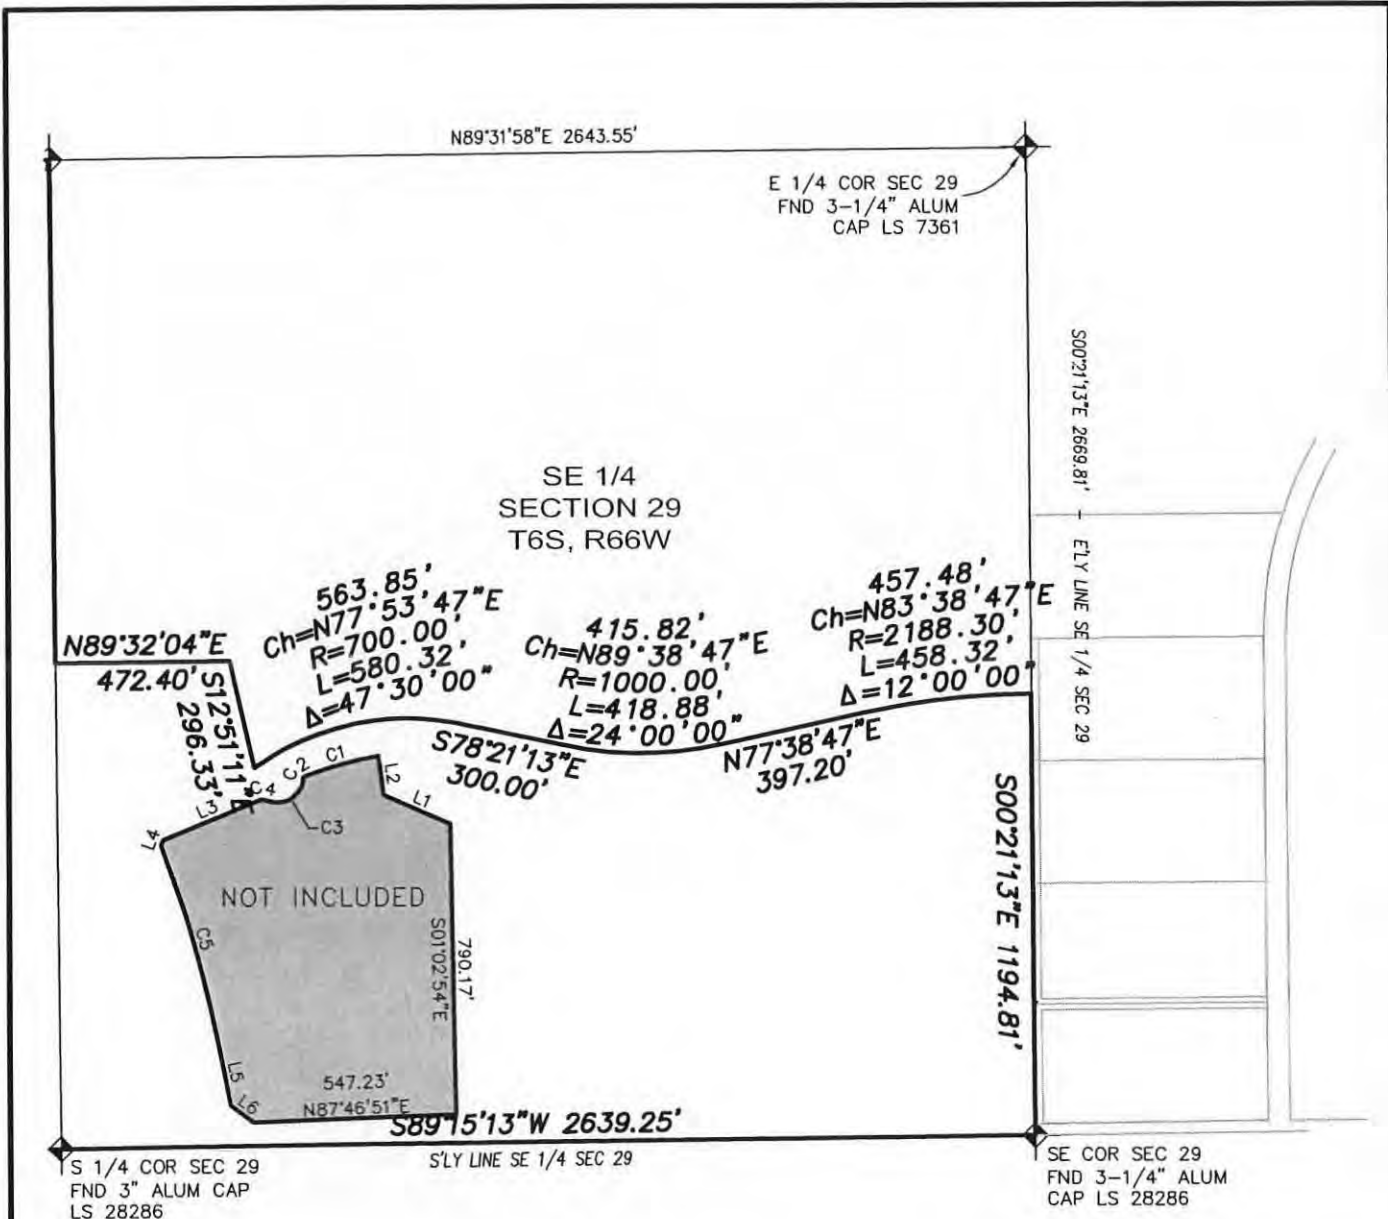 N89°31'58"E 2643.55'
E 1/4 COR SEC 29
FND 3-1/4" ALUM
CAP LS 7361
S00°21'13"E 2669.81' - E'LY LINE SE 1/4 SEC 29
SE 1/4
SECTION 29
T6S, R66W
563.85'
Ch=N77°53'47"E
R=700.00'
L=580.32'
Δ=47°30'00"
415.82'
Ch=N89°38'47"E
R=1000.00'
L=418.88'
Δ=24°00'00"
457.48'
Ch=N83°38'47"E
R=2188.30'
L=458.32'
Δ=12°00'00"
N89°32'04"E
472.40'
S12°51'11"E
296.33'
S78°21'13"E
300.00'
N77°38'47"E
397.20'
S00°21'13"E 1194.81'
C1
C2
L2
C4
L1
L3
C3
L4
NOT INCLUDED
C5
S01°02'54"E
790.17'
L5
L6
547.23'
N87°46'51"E
S89°15'13"W 2639.25'
S'LY LINE SE 1/4 SEC 29
S 1/4 COR SEC 29
FND 3" ALUM CAP
LS 28286
SE COR SEC 29
FND 3-1/4" ALUM
CAP LS 28286